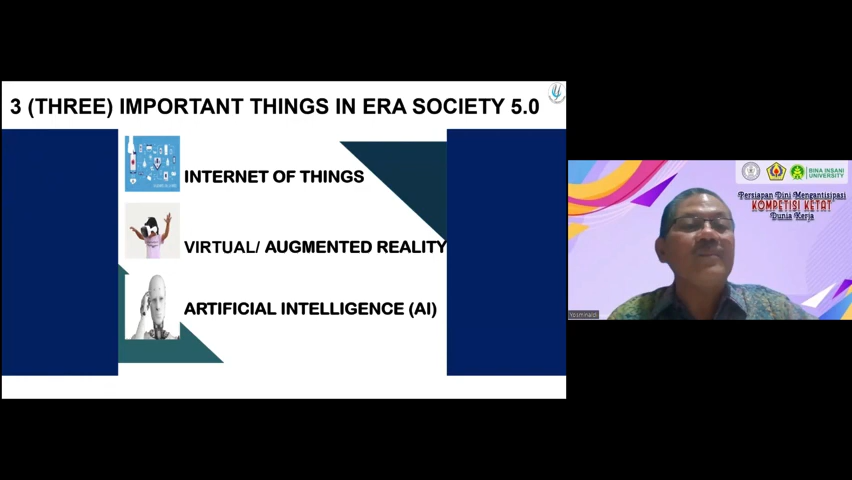 3 (THREE) IMPORTANT THINGS IN ERA SOCIETY 5.0
INTERNET OF THINGS
VIRTUAL/ AUGMENTED REALITY
ARTIFICIAL INTELLIGENCE (AI)
BINA INSANI
UNIVERSITY
Persiapan Dini Mengantisipasi
KOMPETISI KETAT
Dunia Kerja
Yosminaldi